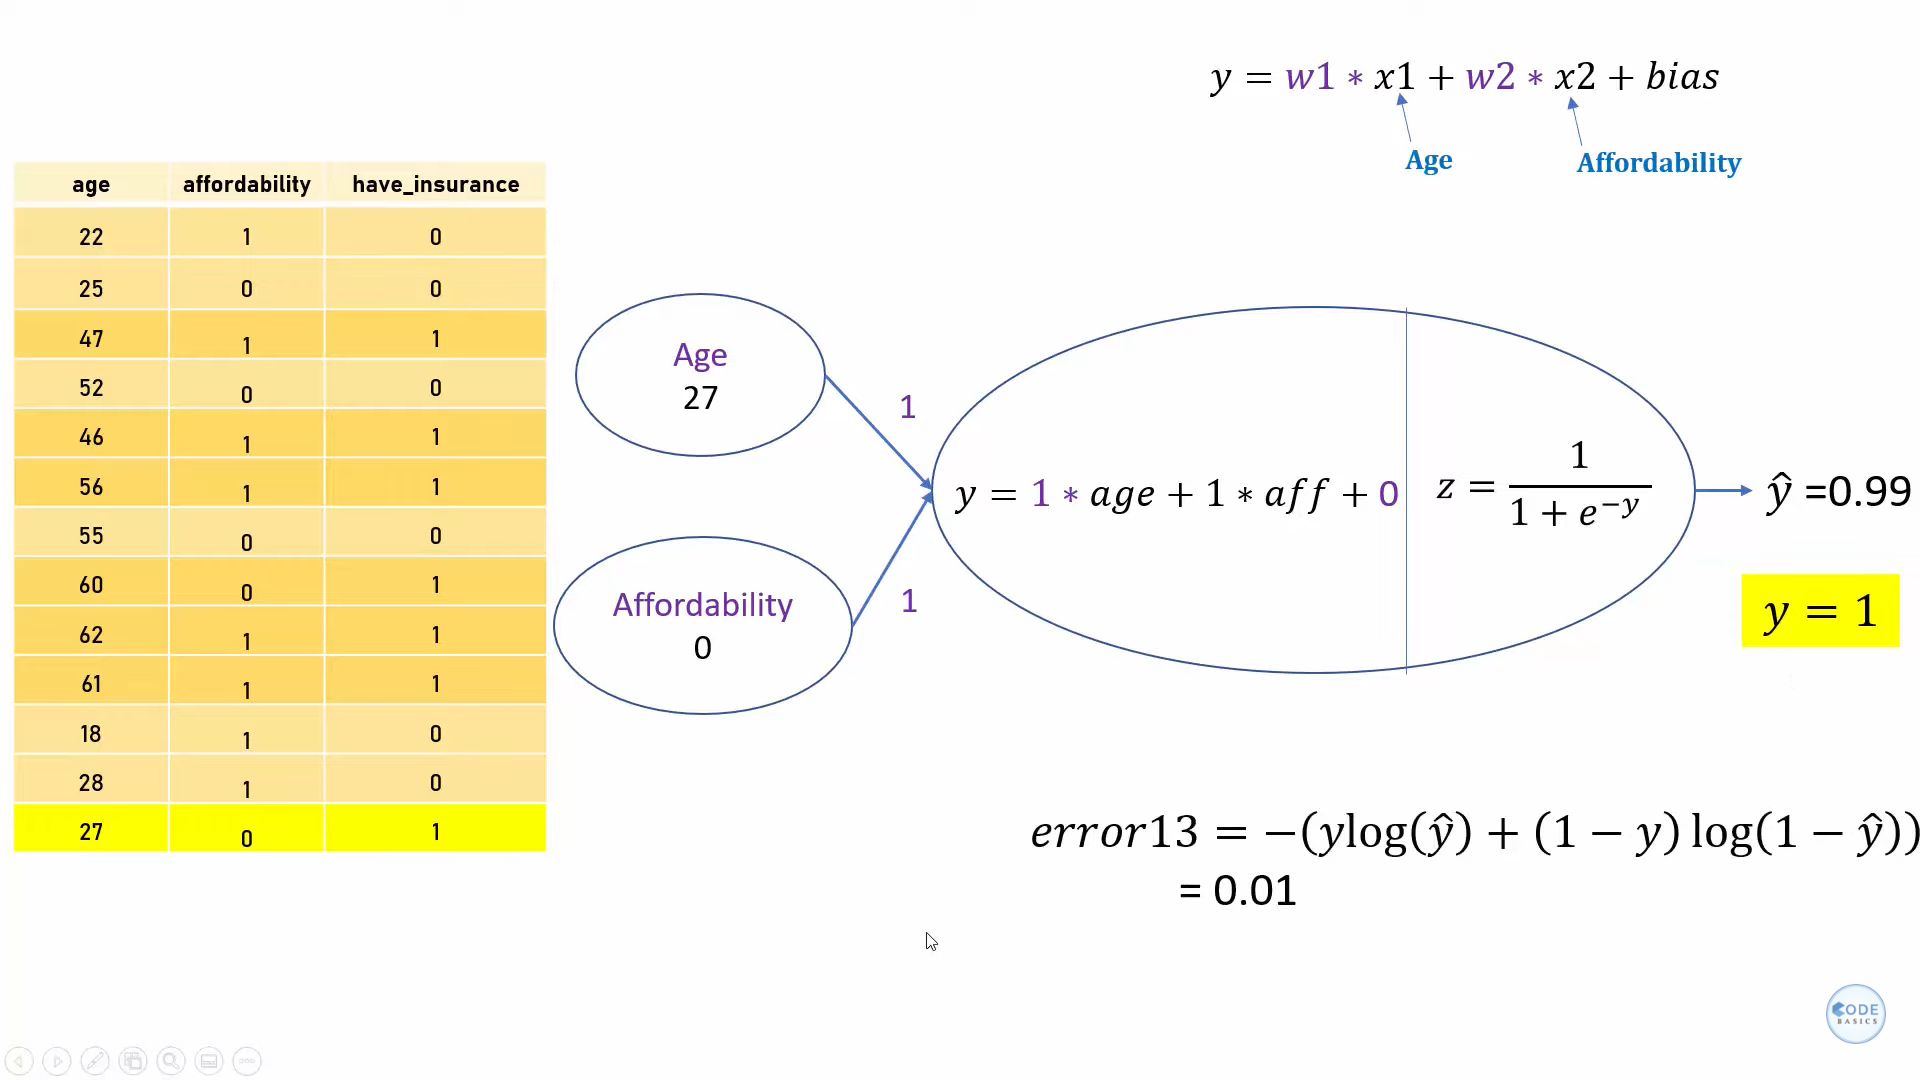 y = w1 * x1 + w2 * x2 + bias
Age
Affordability
age affordability have_insurance
22 1 0
25 0 0
47 1 1
52 0 0
46 1 1
56 1 1
55 0 0
60 0 1
62 1 1
61 1 1
18 1 0
28 1 0
27 0 1
Age
27
1
Affordability
0
1
y = 1 * age + 1 * aff + 0
z = 1 / (1 + e^{-y})
ŷ =0.99
y = 1
error13 = −(ylog(ŷ) + (1 − y) log(1 − ŷ))
= 0.01
CODE
BASICS